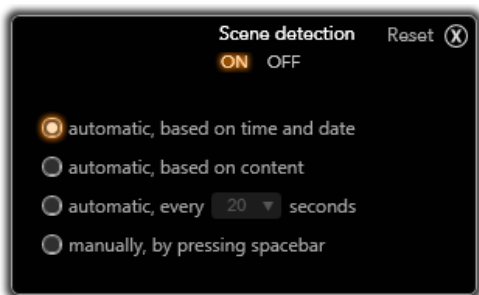 Scene detection Reset X
ON OFF
automatic, based on time and date
automatic, based on content
automatic, every 20 seconds
manually, by pressing spacebar